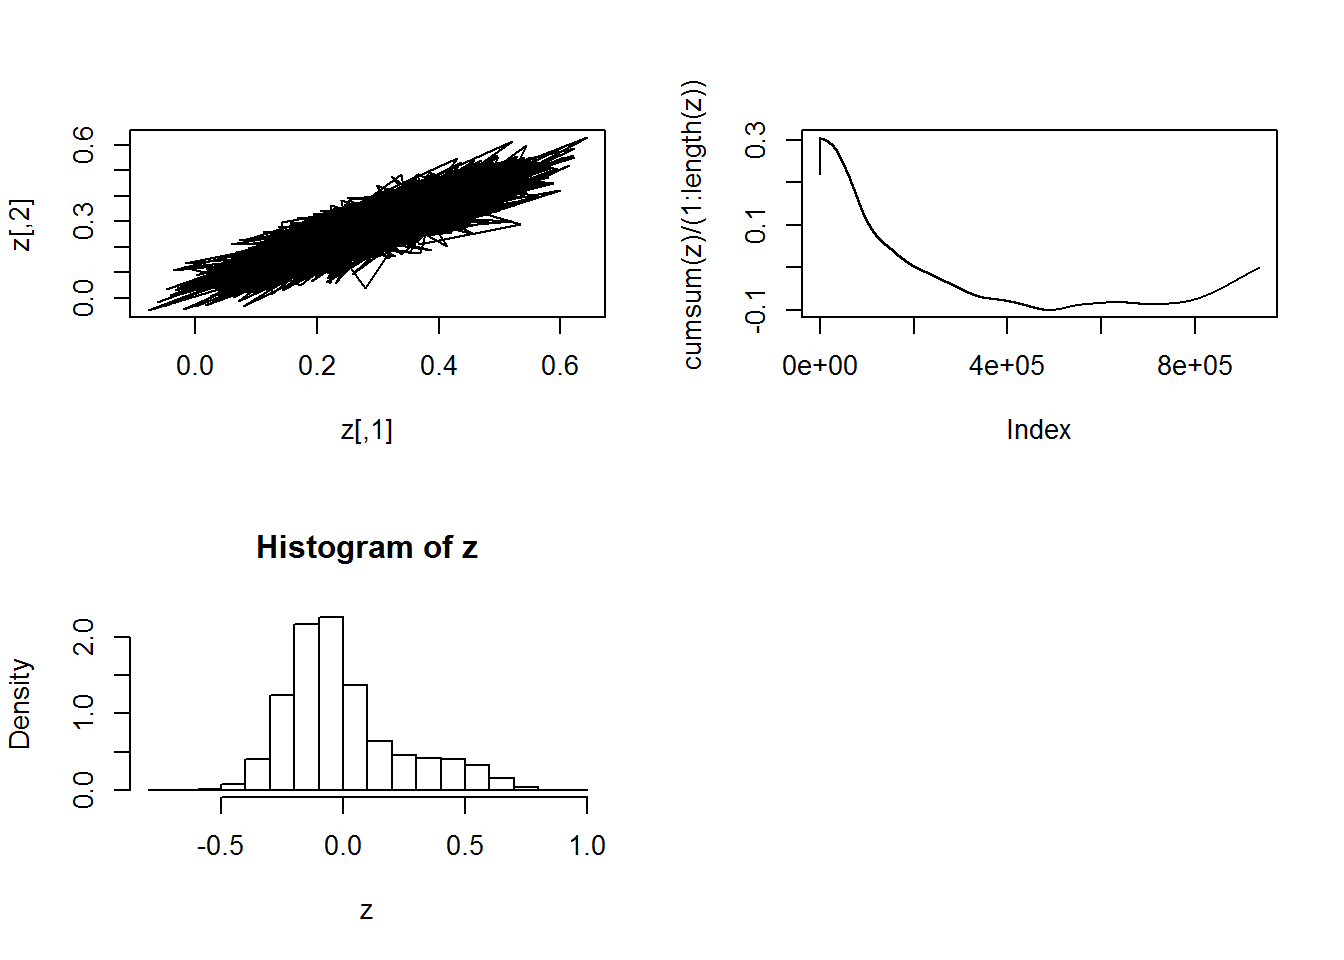 z[,2]
0.0 0.3 0.6
0.0 0.2 0.4 0.6
z[,1]
cumsum(z)/(1:length(z))
-0.1 0.1 0.3
0e+00 4e+05 8e+05
Index
Histogram of z
Density
0.0 1.0 2.0
-0.5 0.0 0.5 1.0
z